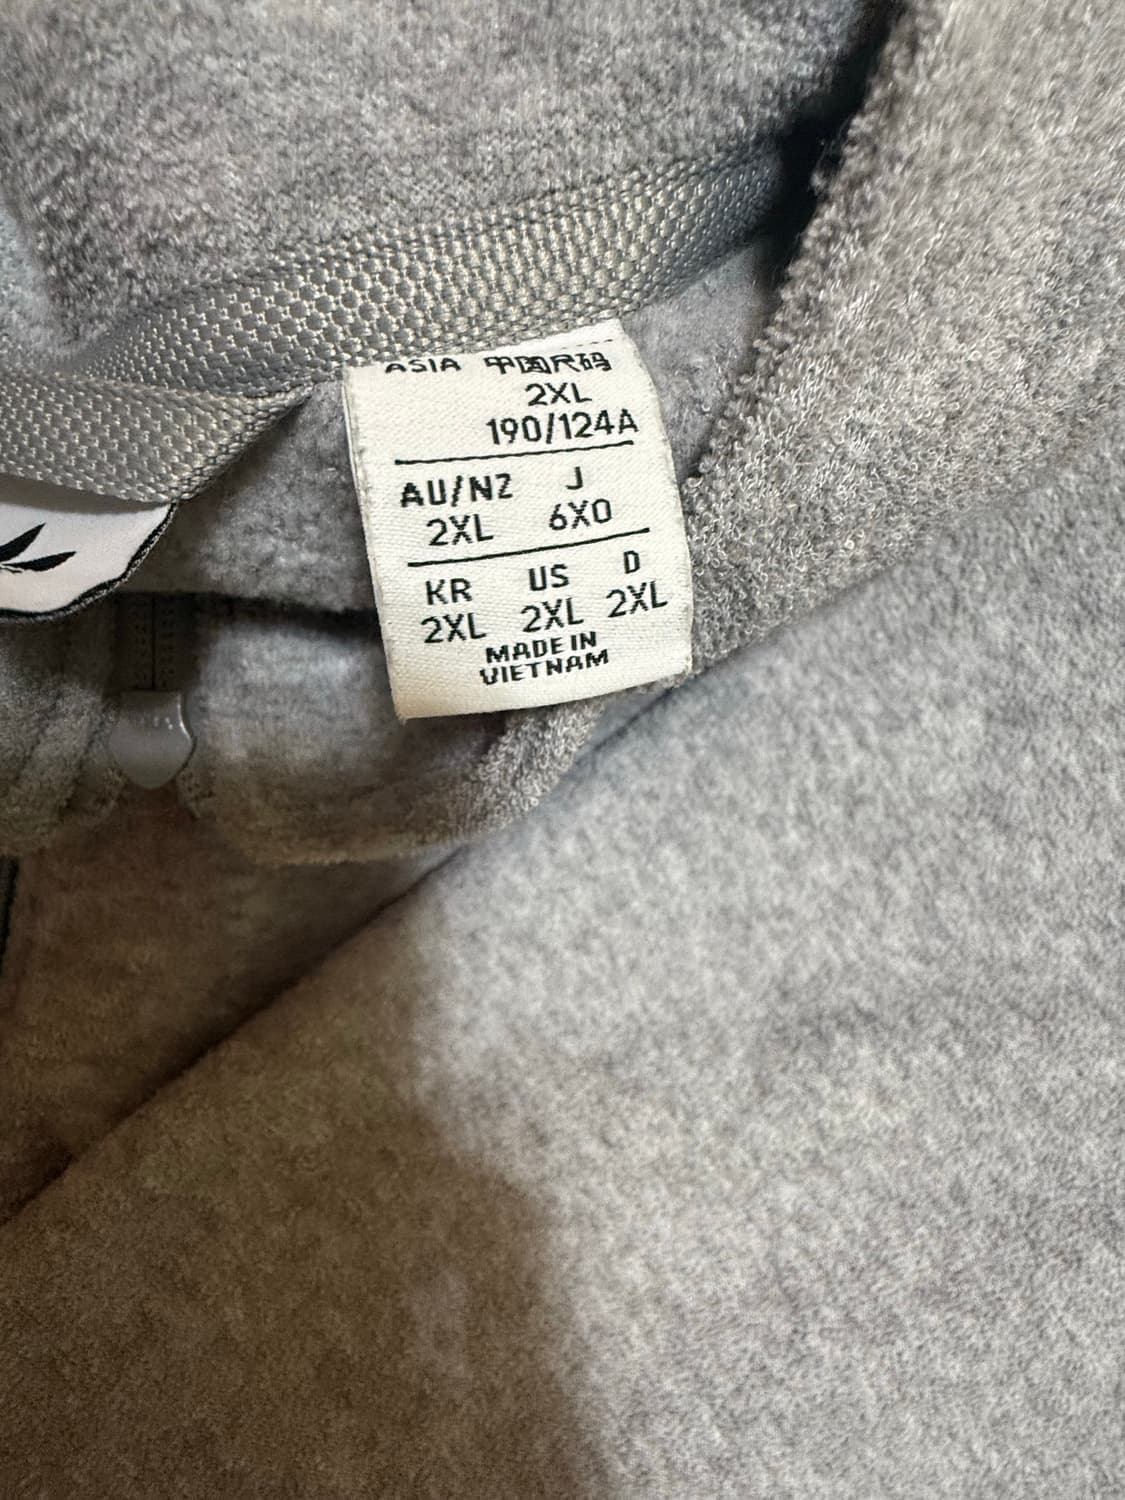 ASIA 中国尺码
2XL
190/124A
AU/NZ J
2XL 6XO
KR US D
2XL 2XL 2XL
MADE IN
VIETNAM